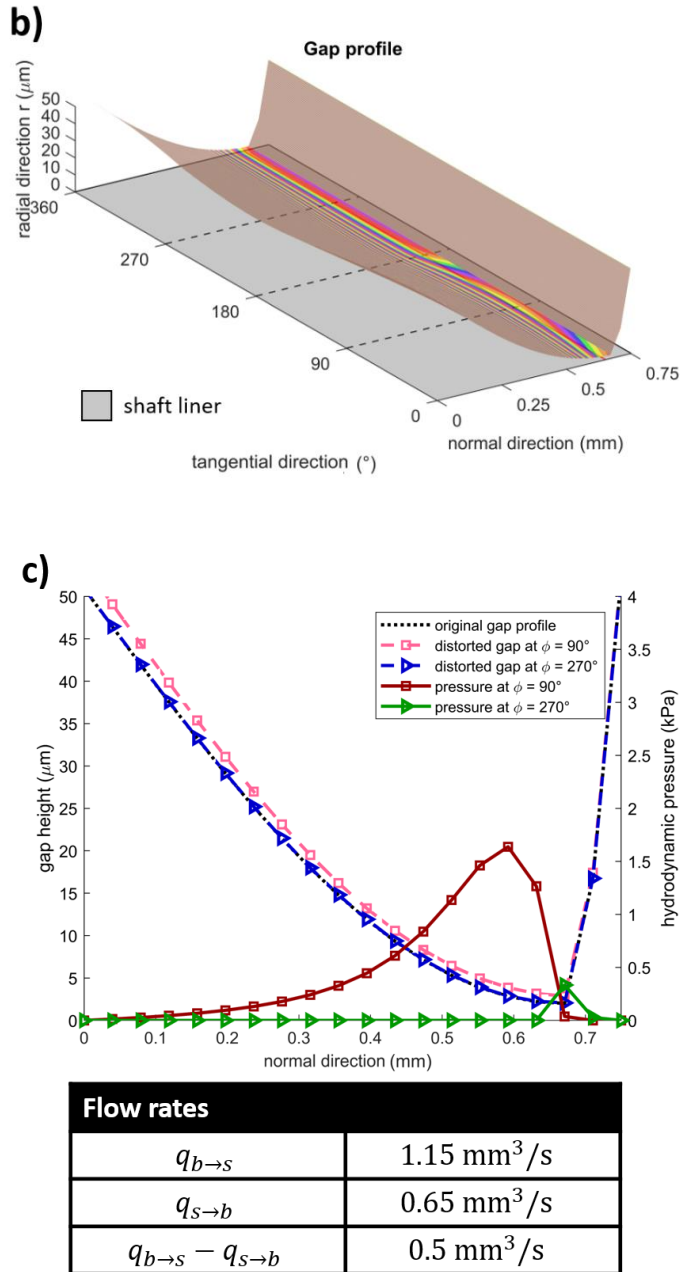 b)
Gap profile
radial direction r (μm)
50
40
30
20
10
0
360
270
180
90
0
0
0.25
0.5
0.75
normal direction (mm)
tangential direction (°)
shaft liner
c)
gap height (μm)
50
45
40
35
30
25
20
15
10
5
0
original gap profile
distorted gap at ϕ = 90°
distorted gap at ϕ = 270°
pressure at ϕ = 90°
pressure at ϕ = 270°
4
3.5
3
2.5
2
1.5
1
0.5
0
hydrodynamic pressure (kPa)
0 0.1 0.2 0.3 0.4 0.5 0.6 0.7
normal direction (mm)
Flow rates
q_{b→s} 1.15 mm³/s
q_{s→b} 0.65 mm³/s
q_{b→s} − q_{s→b} 0.5 mm³/s